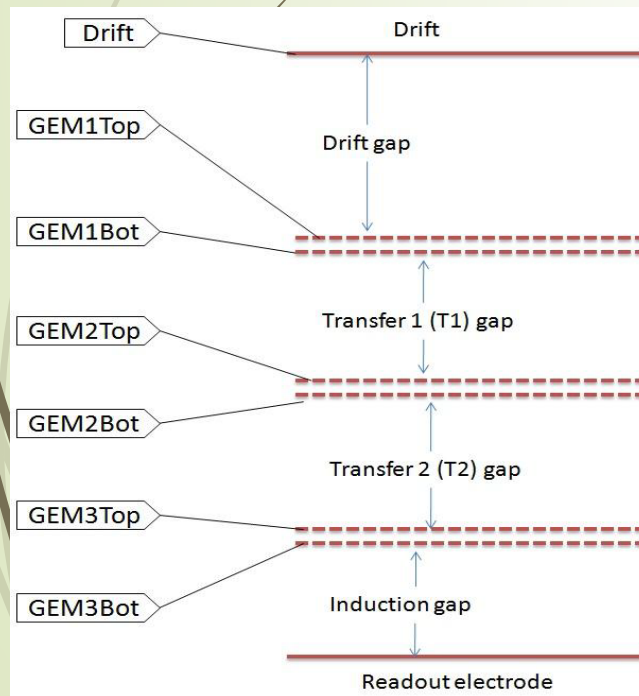 Drift
Drift
GEM1Top
Drift gap
GEM1Bot
Transfer 1 (T1) gap
GEM2Top
GEM2Bot
Transfer 2 (T2) gap
GEM3Top
GEM3Bot
Induction gap
Readout electrode